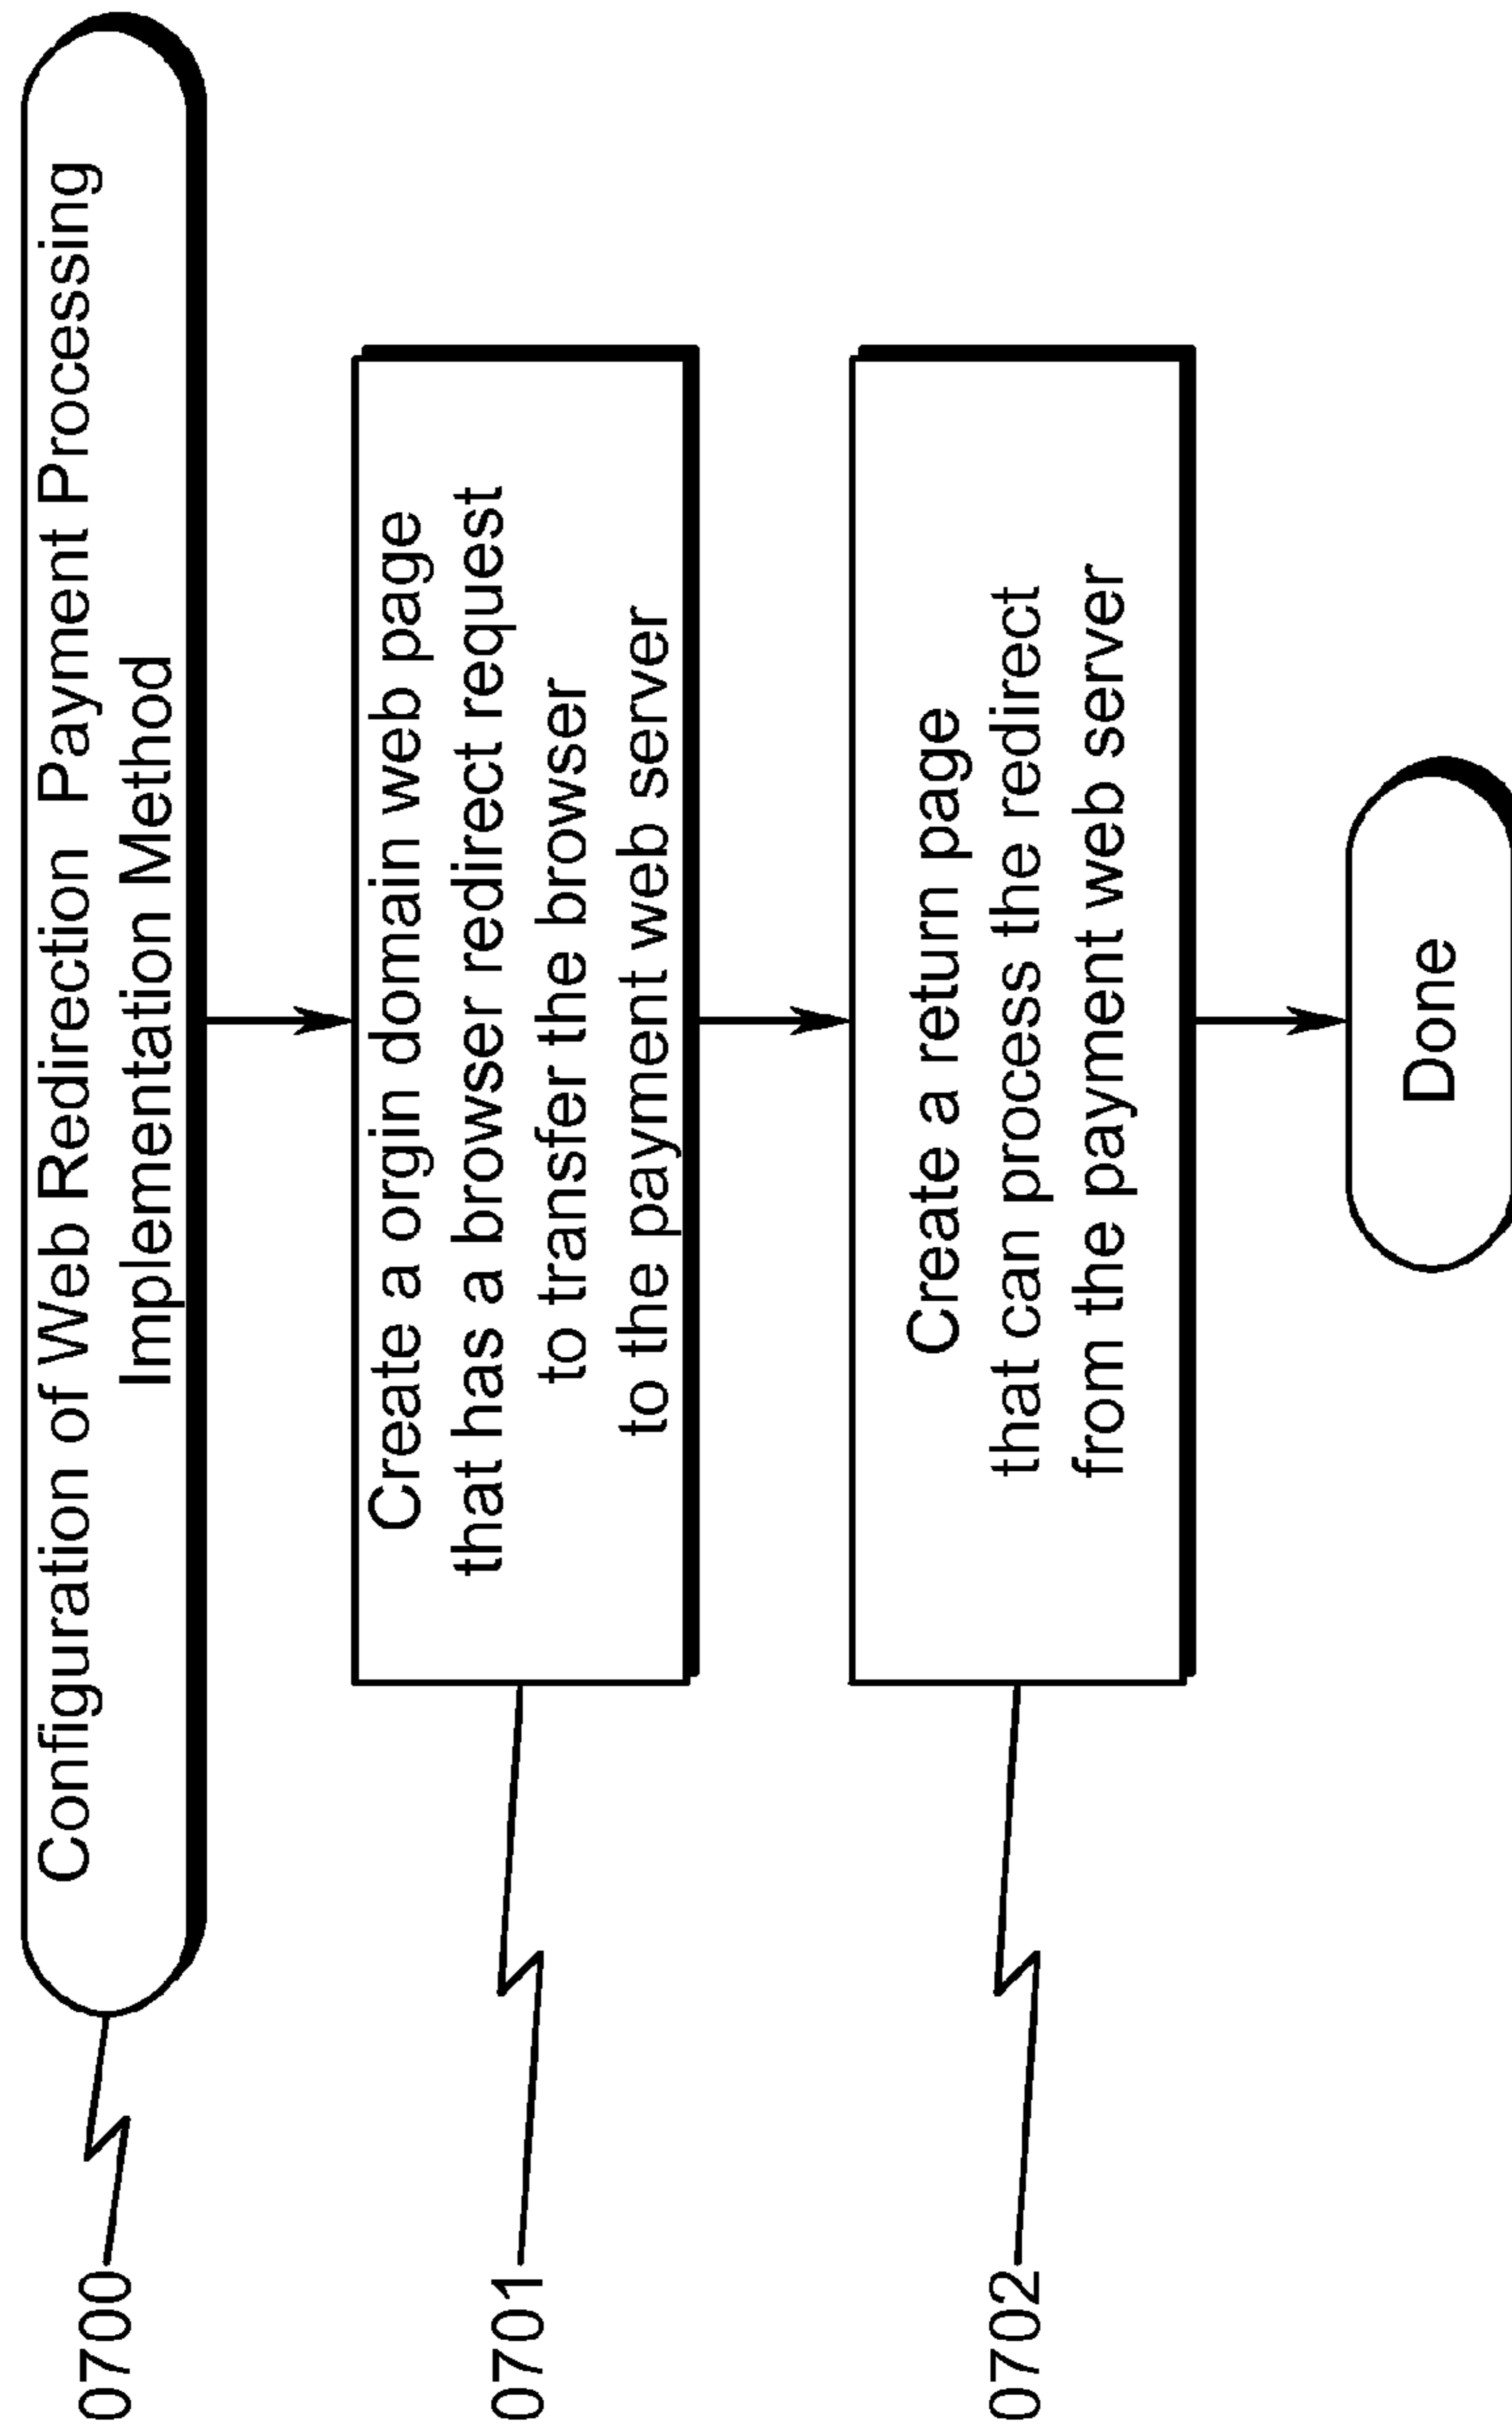 Configuration of Web Redirection Payment Processing
Implementation Method
0700
Create a orgin domain web page
that has a browser redirect request
to transfer the browser
to the payment web server
0701
Create a return page
that can process the redirect
from the payment web server
0702
Done